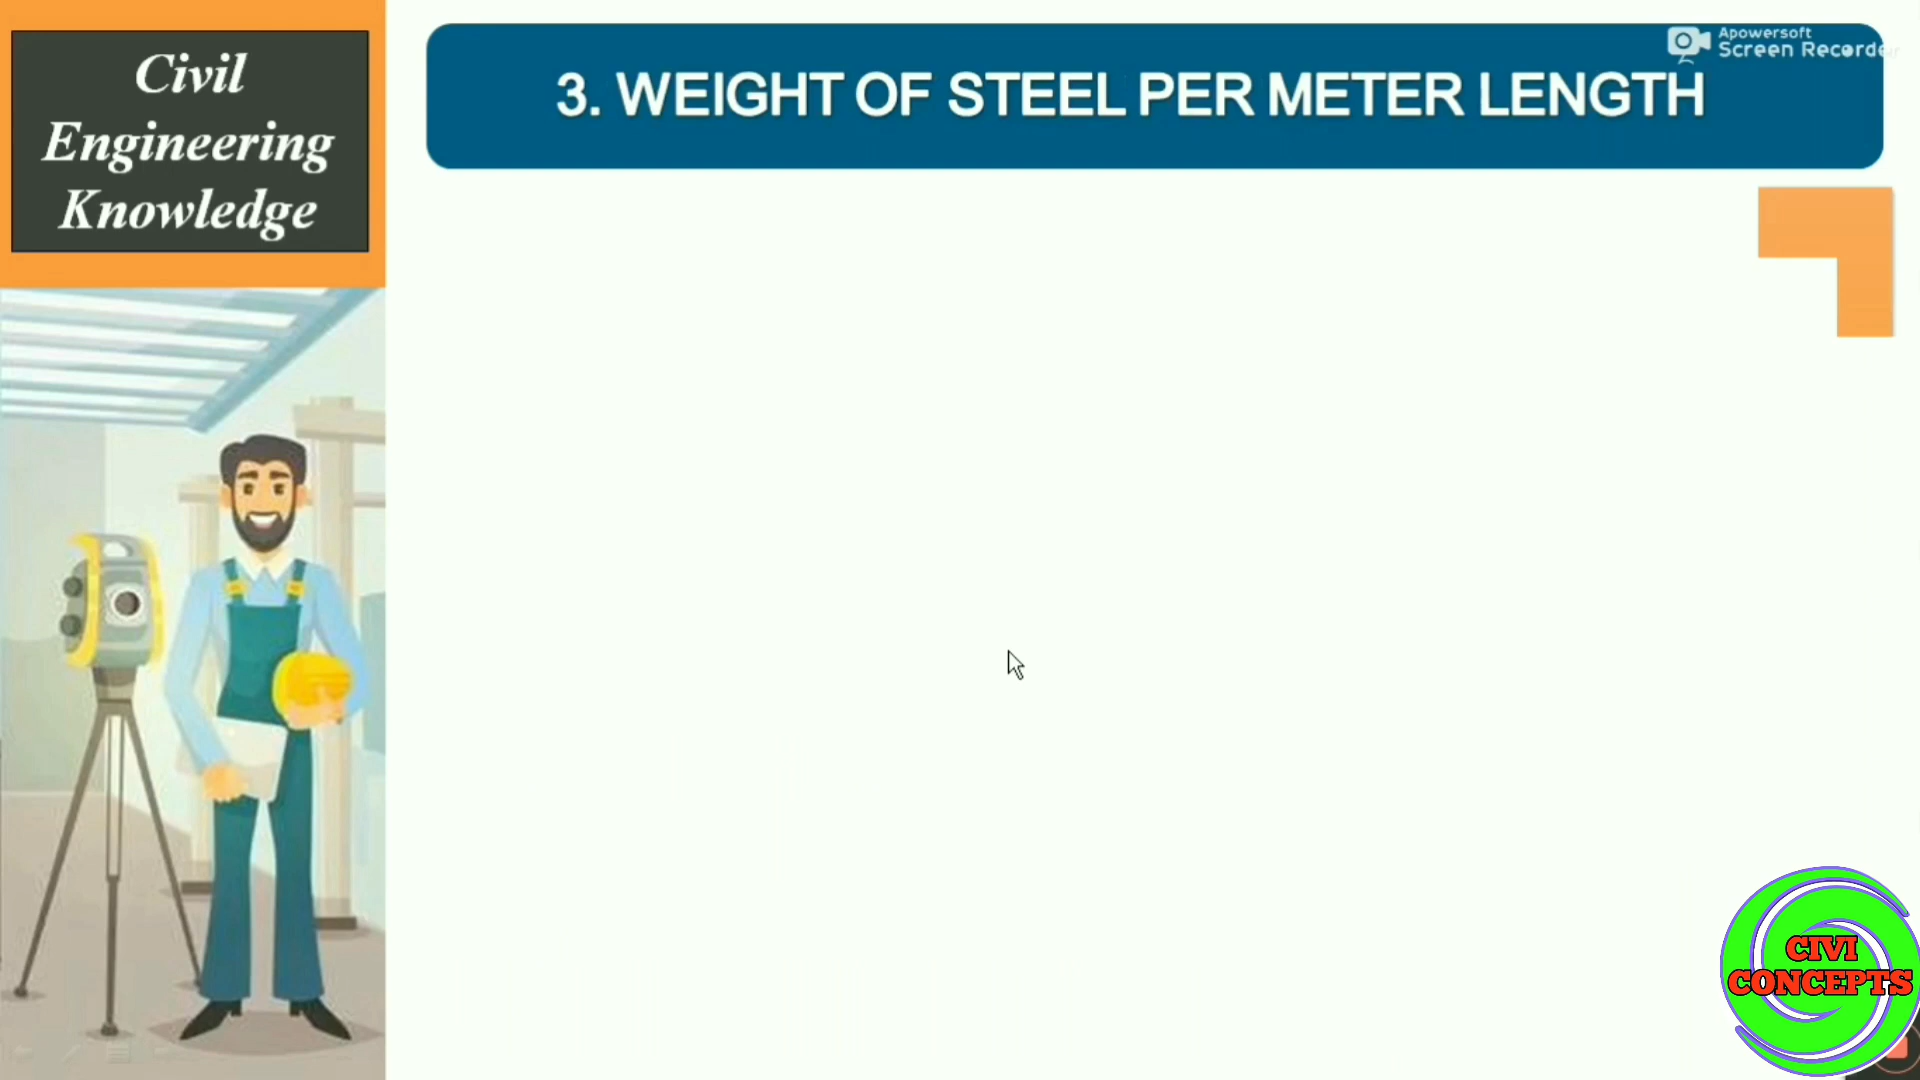 Civil
Engineering
Knowledge
3. WEIGHT OF STEEL PER METER LENGTH
Apowersoft
Screen Recorder
CIVI
CONCEPTS